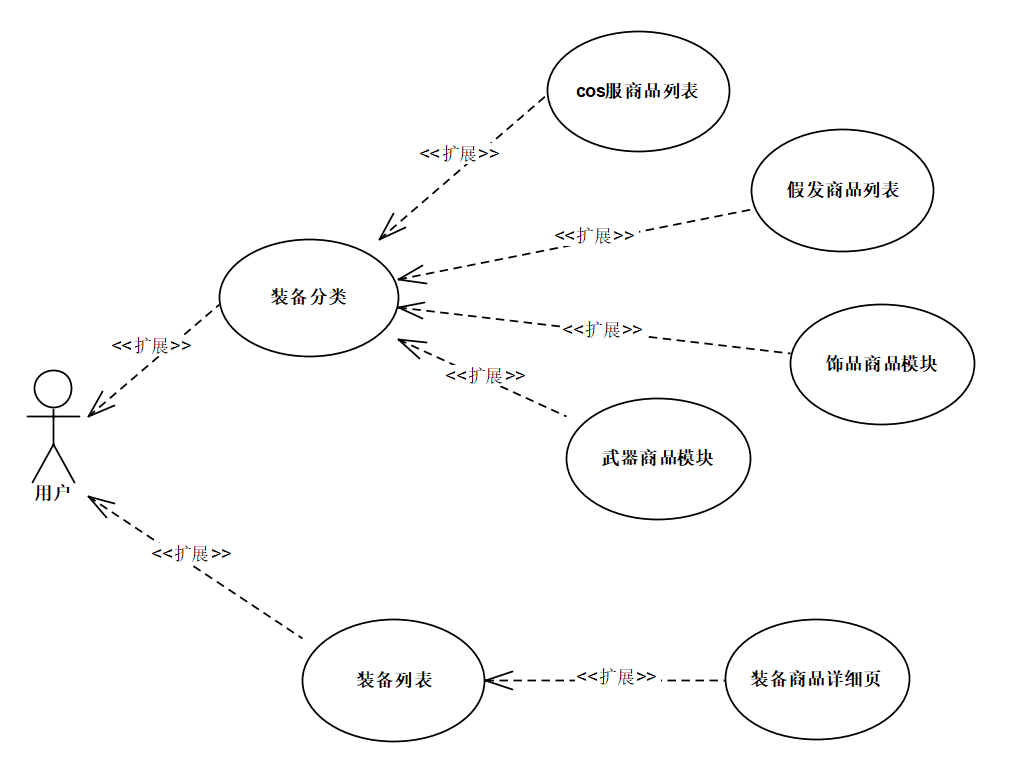 cos服商品列表
<<扩展>>
假发商品列表
<<扩展>>
装备分类
<<扩展>>
<<扩展>>
饰品商品模块
<<扩展>>
武器商品模块
用户
<<扩展>>
装备列表
<<扩展>>
装备商品详细页